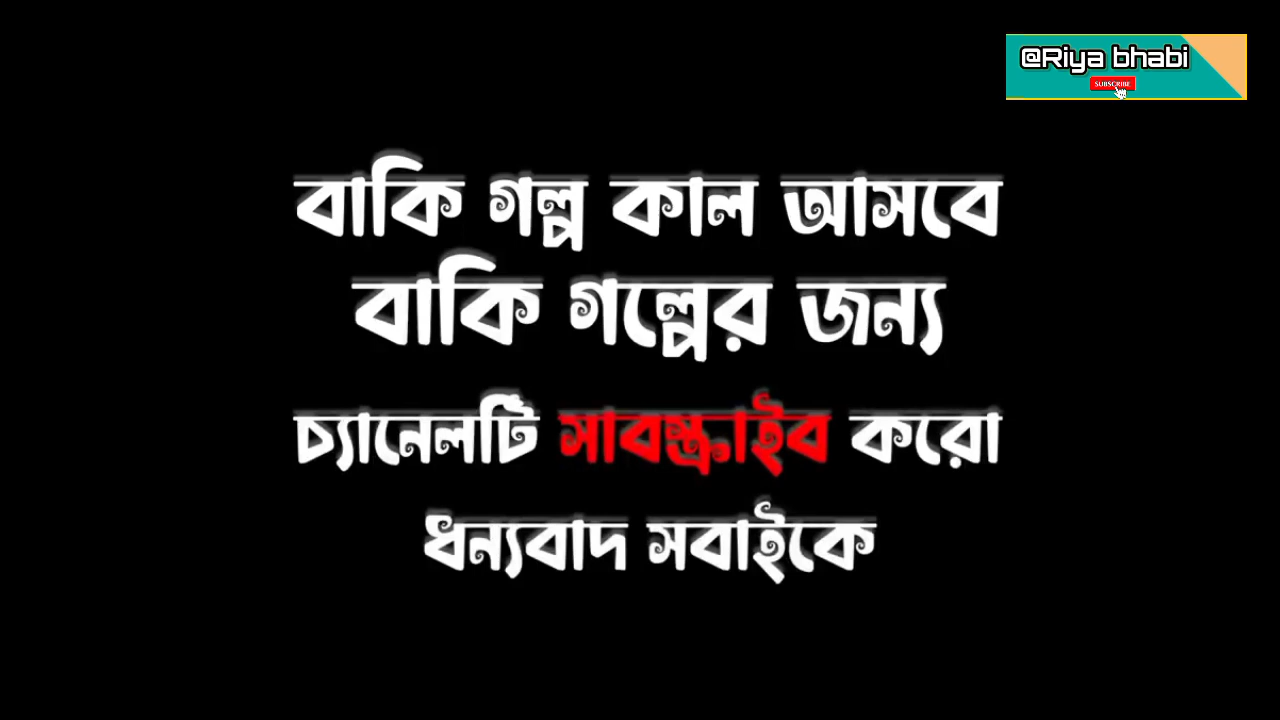 @Riya bhabi
SUBSCRIBE
বাকি গল্প কাল আসবে
বাকি গল্পের জন্য
চ্যানেলটি সাবস্ক্রাইব করো
ধন্যবাদ সবাইকে